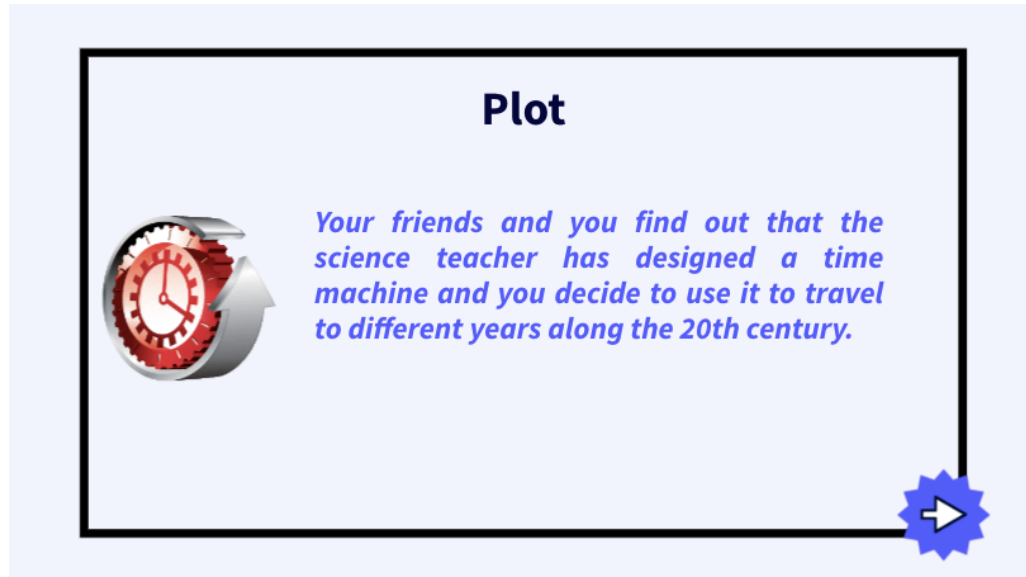 Plot
Your friends and you find out that the
science teacher has designed a time
machine and you decide to use it to travel
to different years along the 20th century.